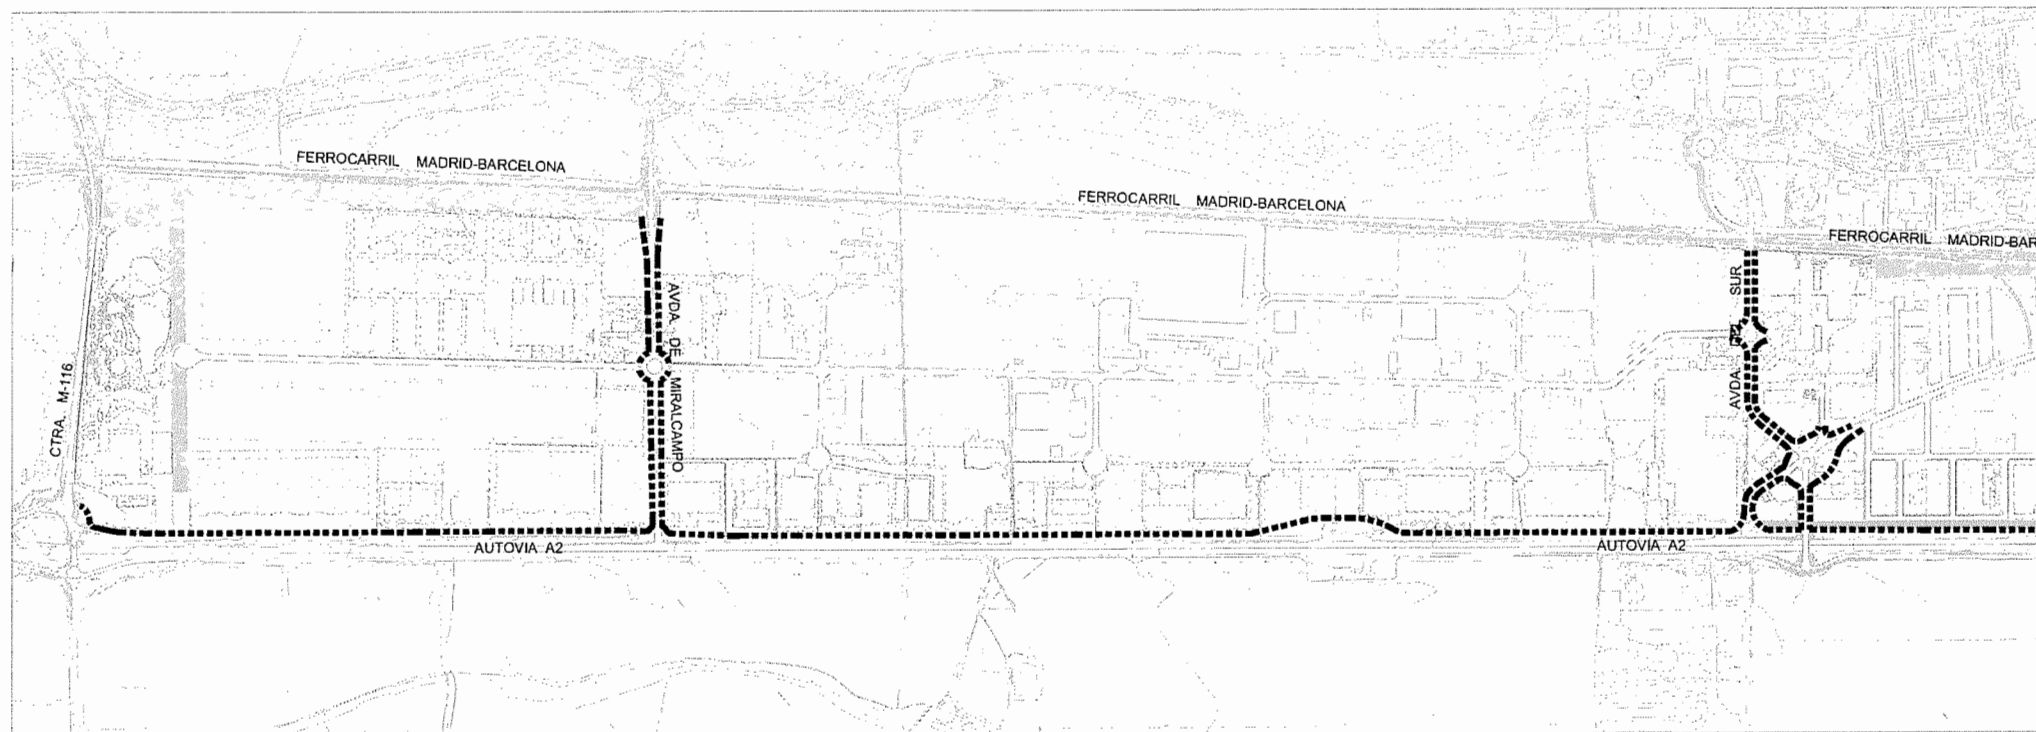 FERROCARRIL MADRID-BARCELONA
FERROCARRIL MADRID-BARCELONA
FERROCARRIL MADRID-BAR
CTRA. M-116
AVDA. DE MIRALCAMPO
AVDA. DEL SUR
AUTOVIA A2
AUTOVIA A2